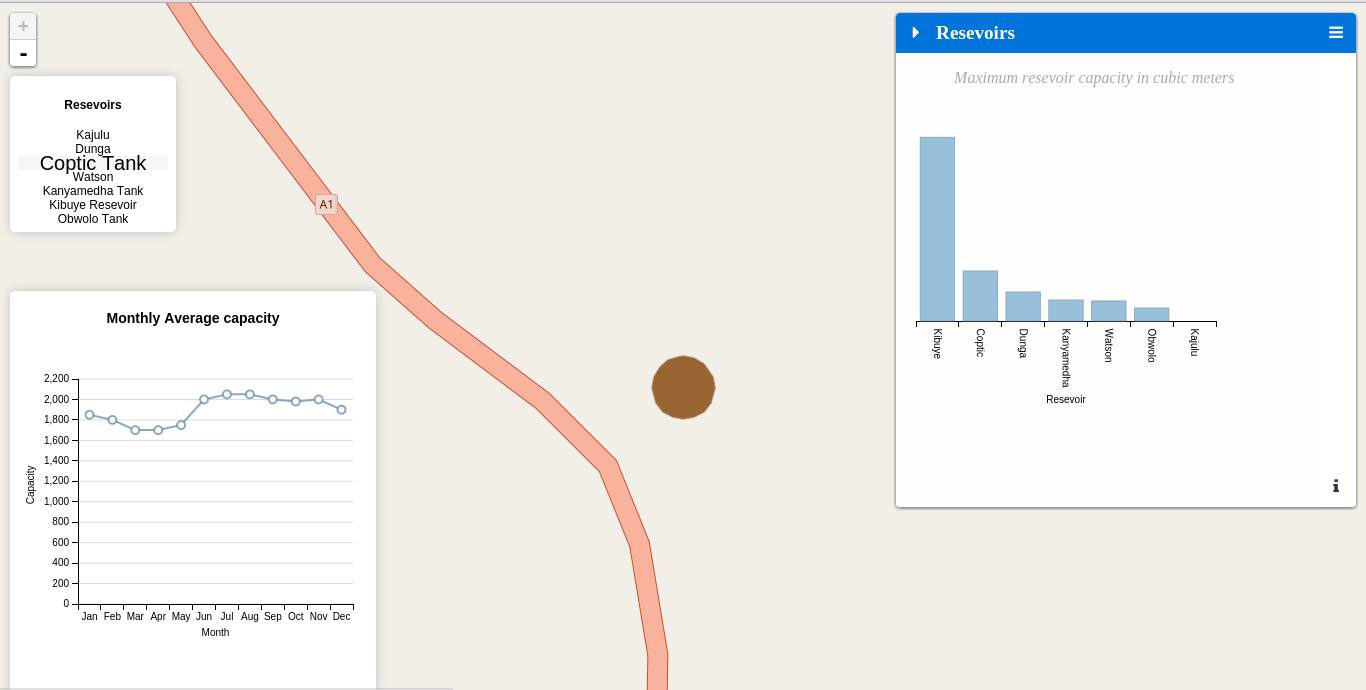 +
-
Resevoirs
Kajulu
Dunga
Coptic Tank
Watson
Kanyamedha Tank
Kibuye Resevoir
Obwolo Tank
A1
Monthly Average capacity
2,200
2,000
1,800
1,600
1,400
1,200
1,000
800
600
400
200
0
Capacity
Jan Feb Mar Apr May Jun Jul Aug Sep Oct Nov Dec
Month
Resevoirs
Maximum resevoir capacity in cubic meters
Kibuye Coptic Dunga Kanyamedha Watson Obwolo Kajulu
Resevoir
i